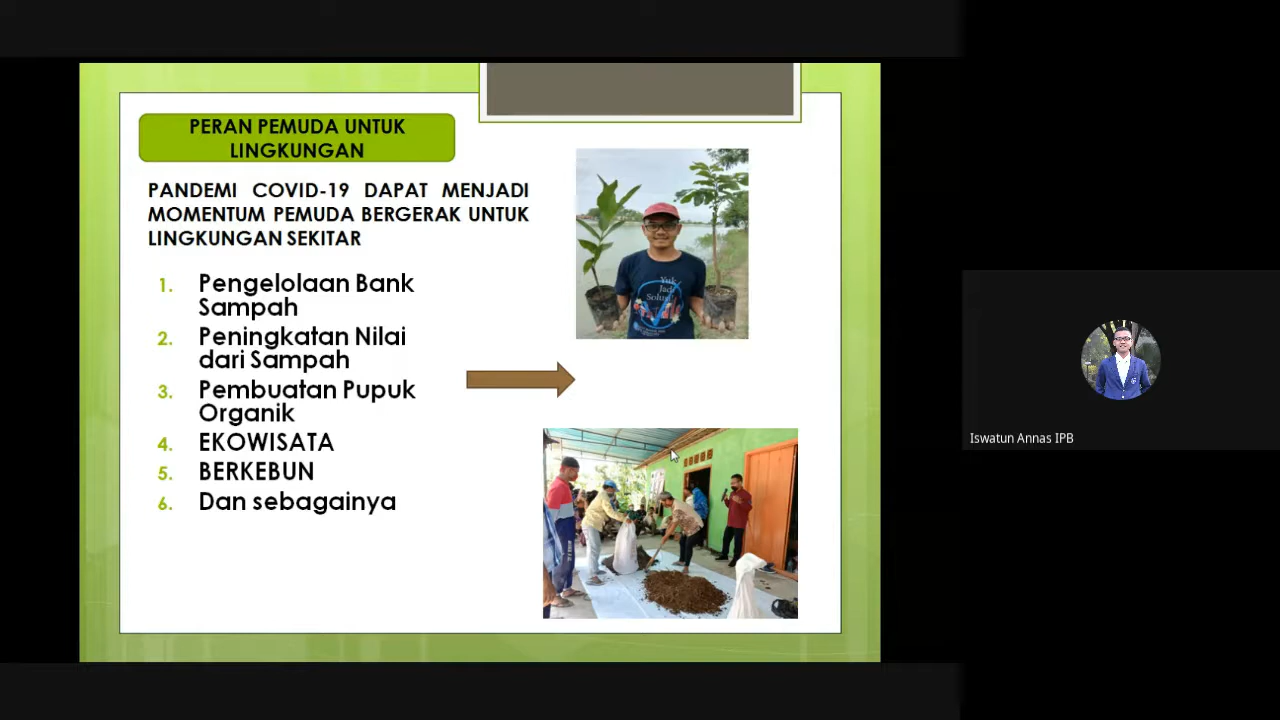 PERAN PEMUDA UNTUK
LINGKUNGAN
PANDEMI COVID-19 DAPAT MENJADI
MOMENTUM PEMUDA BERGERAK UNTUK
LINGKUNGAN SEKITAR
1. Pengelolaan Bank
Sampah
2. Peningkatan Nilai
dari Sampah
3. Pembuatan Pupuk
Organik
4. EKOWISATA
5. BERKEBUN
6. Dan sebagainya
Yuk
Jadi
Iswatun Annas IPB